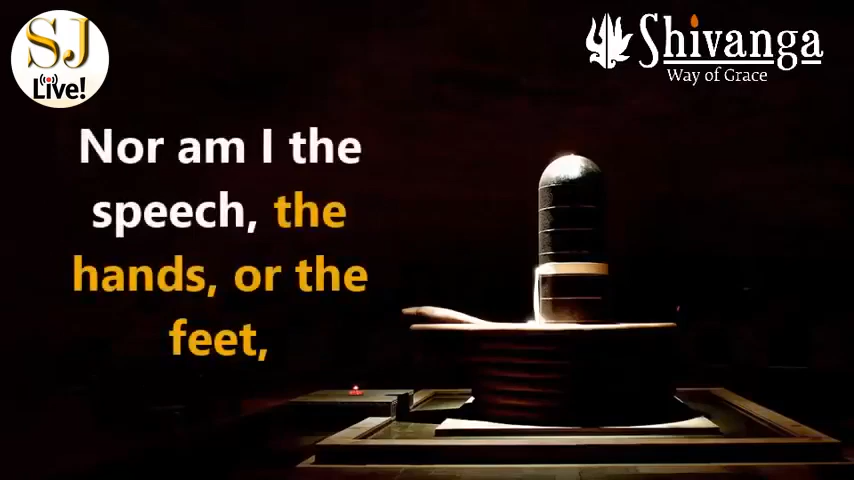 SJ
Live!
Shivanga
Way of Grace
Nor am I the
speech, the
hands, or the
feet,